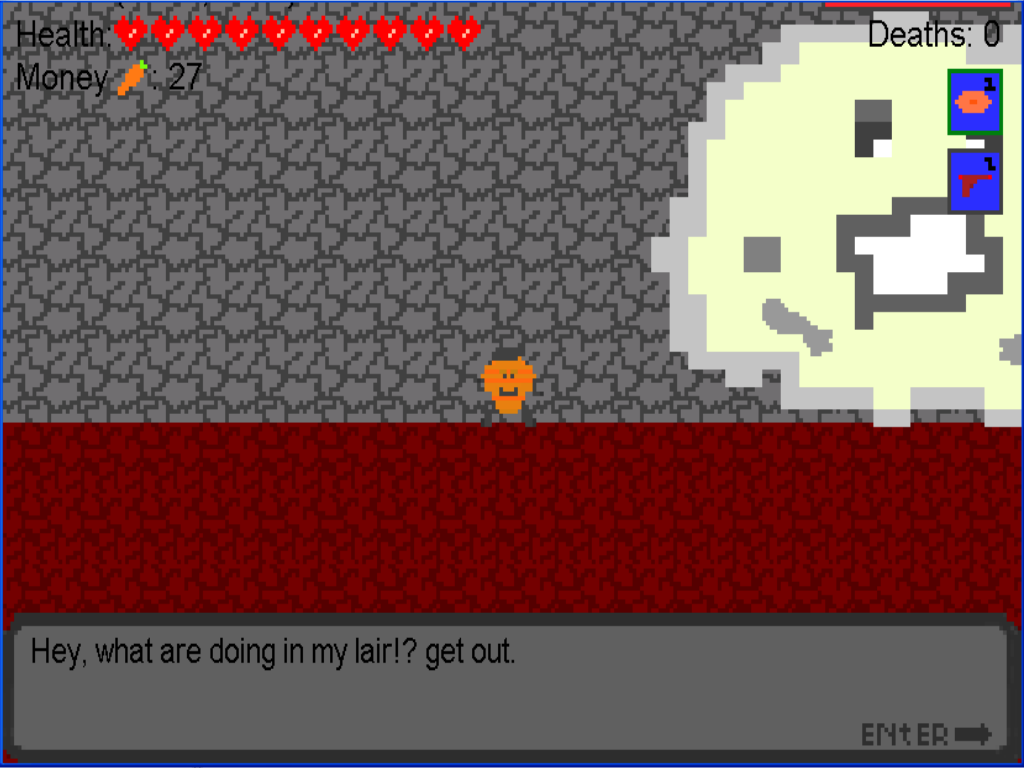 Health:
Deaths: 0
Money : 27
1
1
Hey, what are doing in my lair!? get out.
ENtER